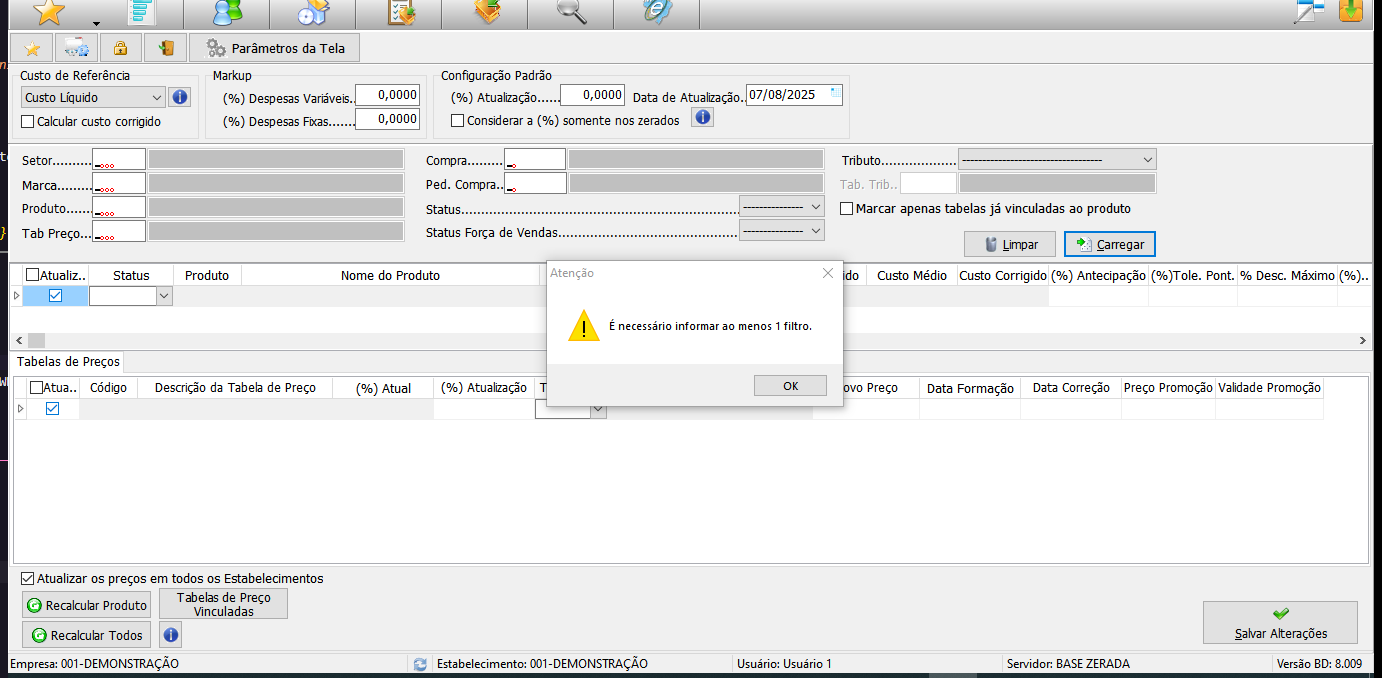 Parâmetros da Tela
Custo de Referência
Markup
Configuração Padrão
Custo Líquido
(%) Despesas Variáveis.. 0,0000
(%) Atualização...... 0,0000
Data de Atualização.. 07/08/2025
Calcular custo corrigido
(%) Despesas Fixas....... 0,0000
Considerar a (%) somente nos zerados
Setor..........
Compra.........
Tributo................... -----------------------------------
Marca.........
Ped. Compra..
Tab. Trib..
Produto......
Status...................................................................... ---------------
Marcar apenas tabelas já vinculadas ao produto
Tab Preço...
Status Força de Vendas.............................................. ---------------
Limpar
Carregar
Atualiz.. Status Produto Nome do Produto Custo Médio Custo Corrigido (%) Antecipação (%)Tole. Pont. % Desc. Máximo (%)..
Atenção
É necessário informar ao menos 1 filtro.
OK
Tabelas de Preços
Atua.. Código Descrição da Tabela de Preço (%) Atual (%) Atualização Preço Data Formação Data Correção Preço Promoção Validade Promoção
Atualizar os preços em todos os Estabelecimentos
Recalcular Produto
Tabelas de Preço
Vinculadas
Recalcular Todos
Salvar Alterações
Empresa: 001-DEMONSTRAÇÃO
Estabelecimento: 001-DEMONSTRAÇÃO
Usuário: Usuário 1
Servidor: BASE ZERADA
Versão BD: 8.009